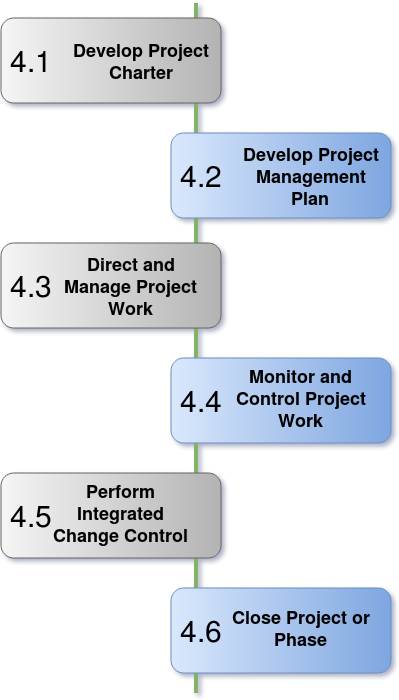 4.1
Develop Project
Charter
4.2
Develop Project
Management
Plan
4.3
Direct and
Manage Project
Work
4.4
Monitor and
Control Project
Work
4.5
Perform
Integrated
Change Control
4.6
Close Project or
Phase